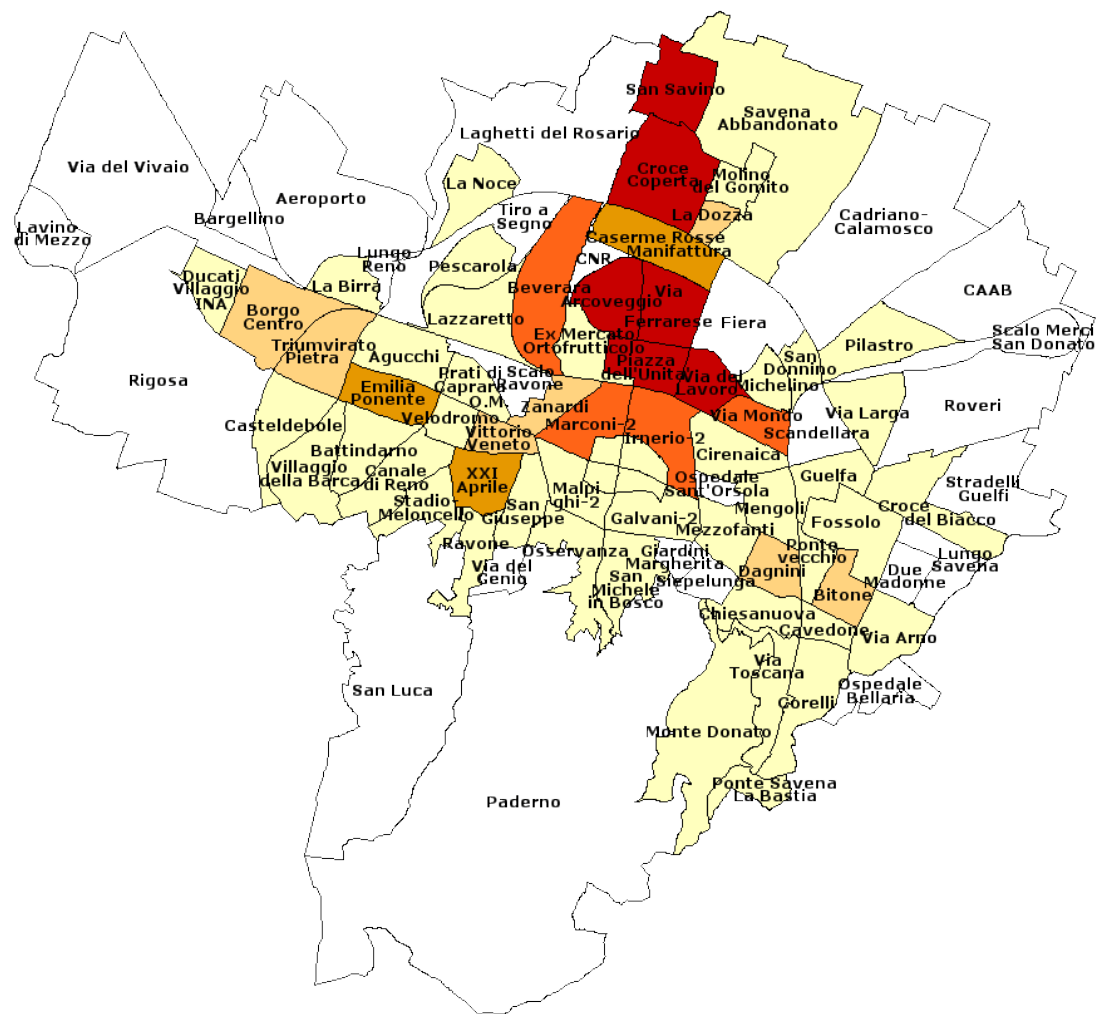 San Savino
Savena
Abbandonato
Laghetti del Rosario
Via del Vivaio
Croce
Coperta
Molino
del Gomito
La Noce
Aeroporto
Bargellino
Tiro a
Segno
La Dozza
Cadriano-
Calamosco
Lavino
di Mezzo
Caserme Rosse
Manifattura
Lungo
Reno
CNR
Pescarola
Ducati
Villaggio
INA
La Birra
Beverara
Arcoveggio
Via
Ferrarese
CAAB
Borgo
Centro
Lazzaretto
Fiera
Scalo Merci
San Donato
Ex Mercato
Ortofrutticolo
Triumvirato
Pietra
Agucchi
Pilastro
Rigosa
Prati di
Caprara
O.M.
Scalo
Ravone
Piazza
dell'Unita'
Via del
Lavoro
San
Donnino
Michelino
Emilia
Ponente
Velodromo
Zanardi
Roveri
Casteldebole
Vittorio
Veneto
Marconi-2
Irnerio-2
Via Mondo
Scandellara
Via Larga
Battindarno
Cirenaica
Villaggio
della Barca
Canale
di Reno
XXI
Aprile
Malpi
ghi-2
Ospedale
Sant'Orsola
Guelfa
Stradelli
Guelfi
Stadio-
Meloncello
San
Giuseppe
Galvani-2
Mengoli
Mezzofanti
Fossolo
Croce
del Biacco
Ravone
Osservanza
Giardini
Margherita
Ponte
vecchio
Lungo
Savena
Via del
Genio
San
Michele
in Bosco
Siepelunga
Dagnini
Bitone
Due
Madonne
Chiesanuova
Cavedone
Via Arno
Via
Toscana
San Luca
Corelli
Ospedale
Bellaria
Monte Donato
Ponte Savena
La Bastia
Paderno